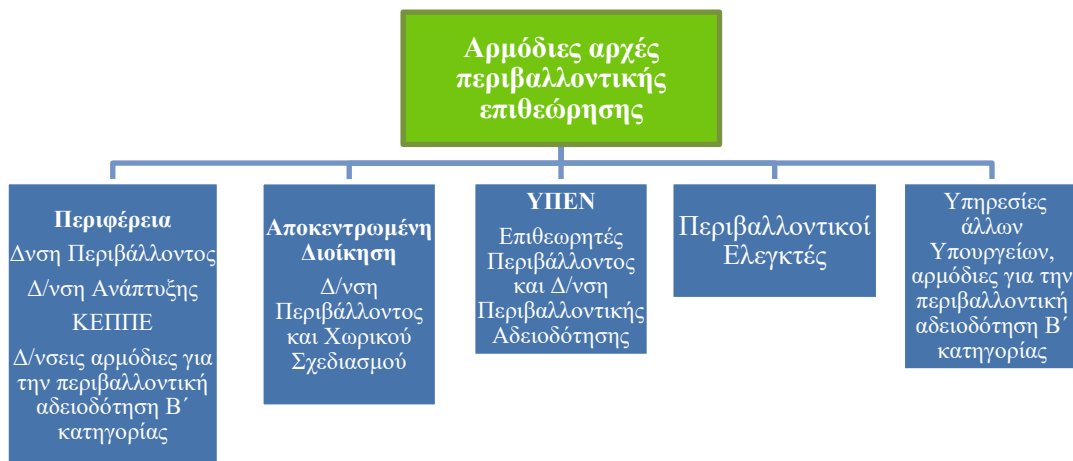 Αρμόδιες αρχές
περιβαλλοντικής
επιθεώρησης
Περιφέρεια
Δνση Περιβάλλοντος
Δ/νση Ανάπτυξης
ΚΕΠΠΕ
Δ/νσεις αρμόδιες για
την περιβαλλοντική
αδειοδότηση Β΄
κατηγορίας
Αποκεντρωμένη
Διοίκηση
Δ/νση
Περιβάλλοντος
και Χωρικού
Σχεδιασμού
ΥΠΕΝ
Επιθεωρητές
Περιβάλλοντος
και Δ/νση
Περιβαλλοντικής
Αδειοδότησης
Περιβαλλοντικοί
Ελεγκτές
Υπηρεσίες
άλλων
Υπουργείων,
αρμόδιες για την
περιβαλλοντική
αδειοδότηση Β΄
κατηγορίας